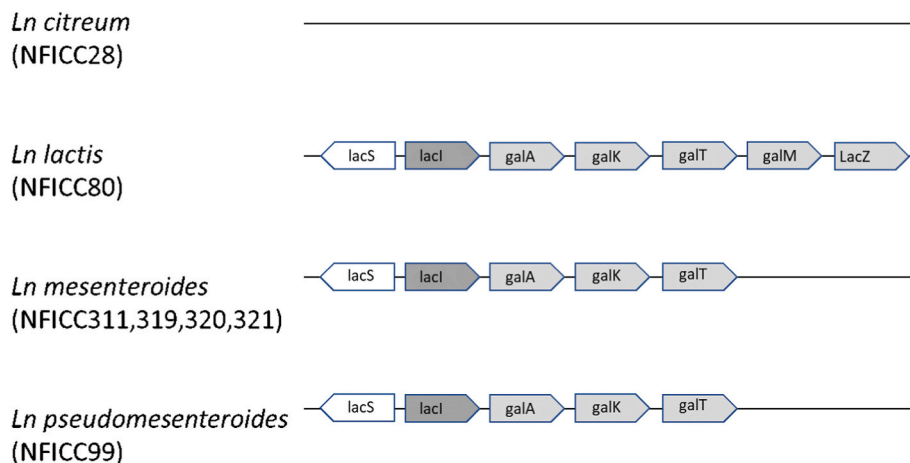 Ln citreum
(NFICC28)
Ln lactis
(NFICC80)
lacS lacI galA galK galT galM LacZ
Ln mesenteroides
(NFICC311,319,320,321)
lacS lacI galA galK galT
Ln pseudomesenteroides
(NFICC99)
lacS lacI galA galK galT